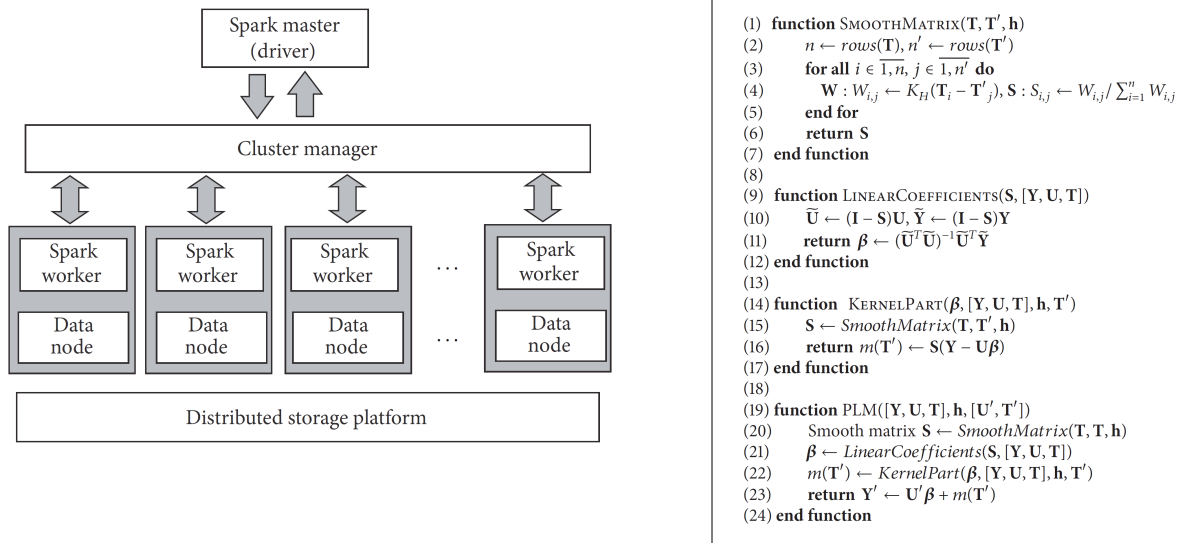 Spark master
(driver)
Cluster manager
Spark
worker
Data
node
Spark
worker
Data
node
Spark
worker
Data
node
...
...
Spark
worker
Data
node
Distributed storage platform
(1) function SMOOTHMATRIX(T, T′, h)
(2) n ← rows(T), n′ ← rows(T′)
(3) for all i ∈ \overline{1, n}, j ∈ \overline{1, n′} do
(4) W : W_{i,j} ← K_H(T_i − T′_j), S : S_{i,j} ← W_{i,j}/∑_{i=1}^{n} W_{i,j}
(5) end for
(6) return S
(7) end function
(8)
(9) function LINEARCOEFFICIENTS(S, [Y, U, T])
(10) Ũ ← (I − S)U, Ỹ ← (I − S)Y
(11) return β ← (Ũ^T Ũ)^{−1} Ũ^T Ỹ
(12) end function
(13)
(14) function KERNELPART(β, [Y, U, T], h, T′)
(15) S ← SmoothMatrix(T, T′, h)
(16) return m(T′) ← S(Y − Uβ)
(17) end function
(18)
(19) function PLM([Y, U, T], h, [U′, T′])
(20) Smooth matrix S ← SmoothMatrix(T, T, h)
(21) β ← LinearCoefficients(S, [Y, U, T])
(22) m(T′) ← KernelPart(β, [Y, U, T], h, T′)
(23) return Y′ ← U′β + m(T′)
(24) end function